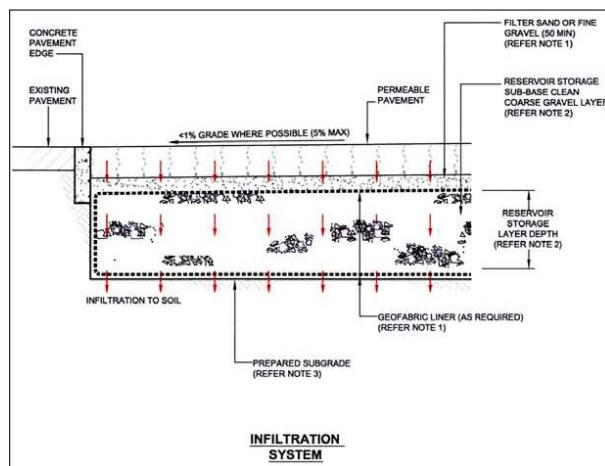 CONCRETE
PAVEMENT
EDGE
EXISTING
PAVEMENT
FILTER SAND OR FINE
GRAVEL (50 MIN)
(REFER NOTE 1)
PERMEABLE
PAVEMENT
RESERVOIR STORAGE
SUB-BASE CLEAN
COARSE GRAVEL LAYER
(REFER NOTE 2)
<1% GRADE WHERE POSSIBLE (5% MAX)
RESERVOIR
STORAGE
LAYER DEPTH
(REFER NOTE 2)
INFILTRATION TO SOIL
GEOFABRIC LINER (AS REQUIRED)
(REFER NOTE 1)
PREPARED SUBGRADE
(REFER NOTE 3)
INFILTRATION
SYSTEM